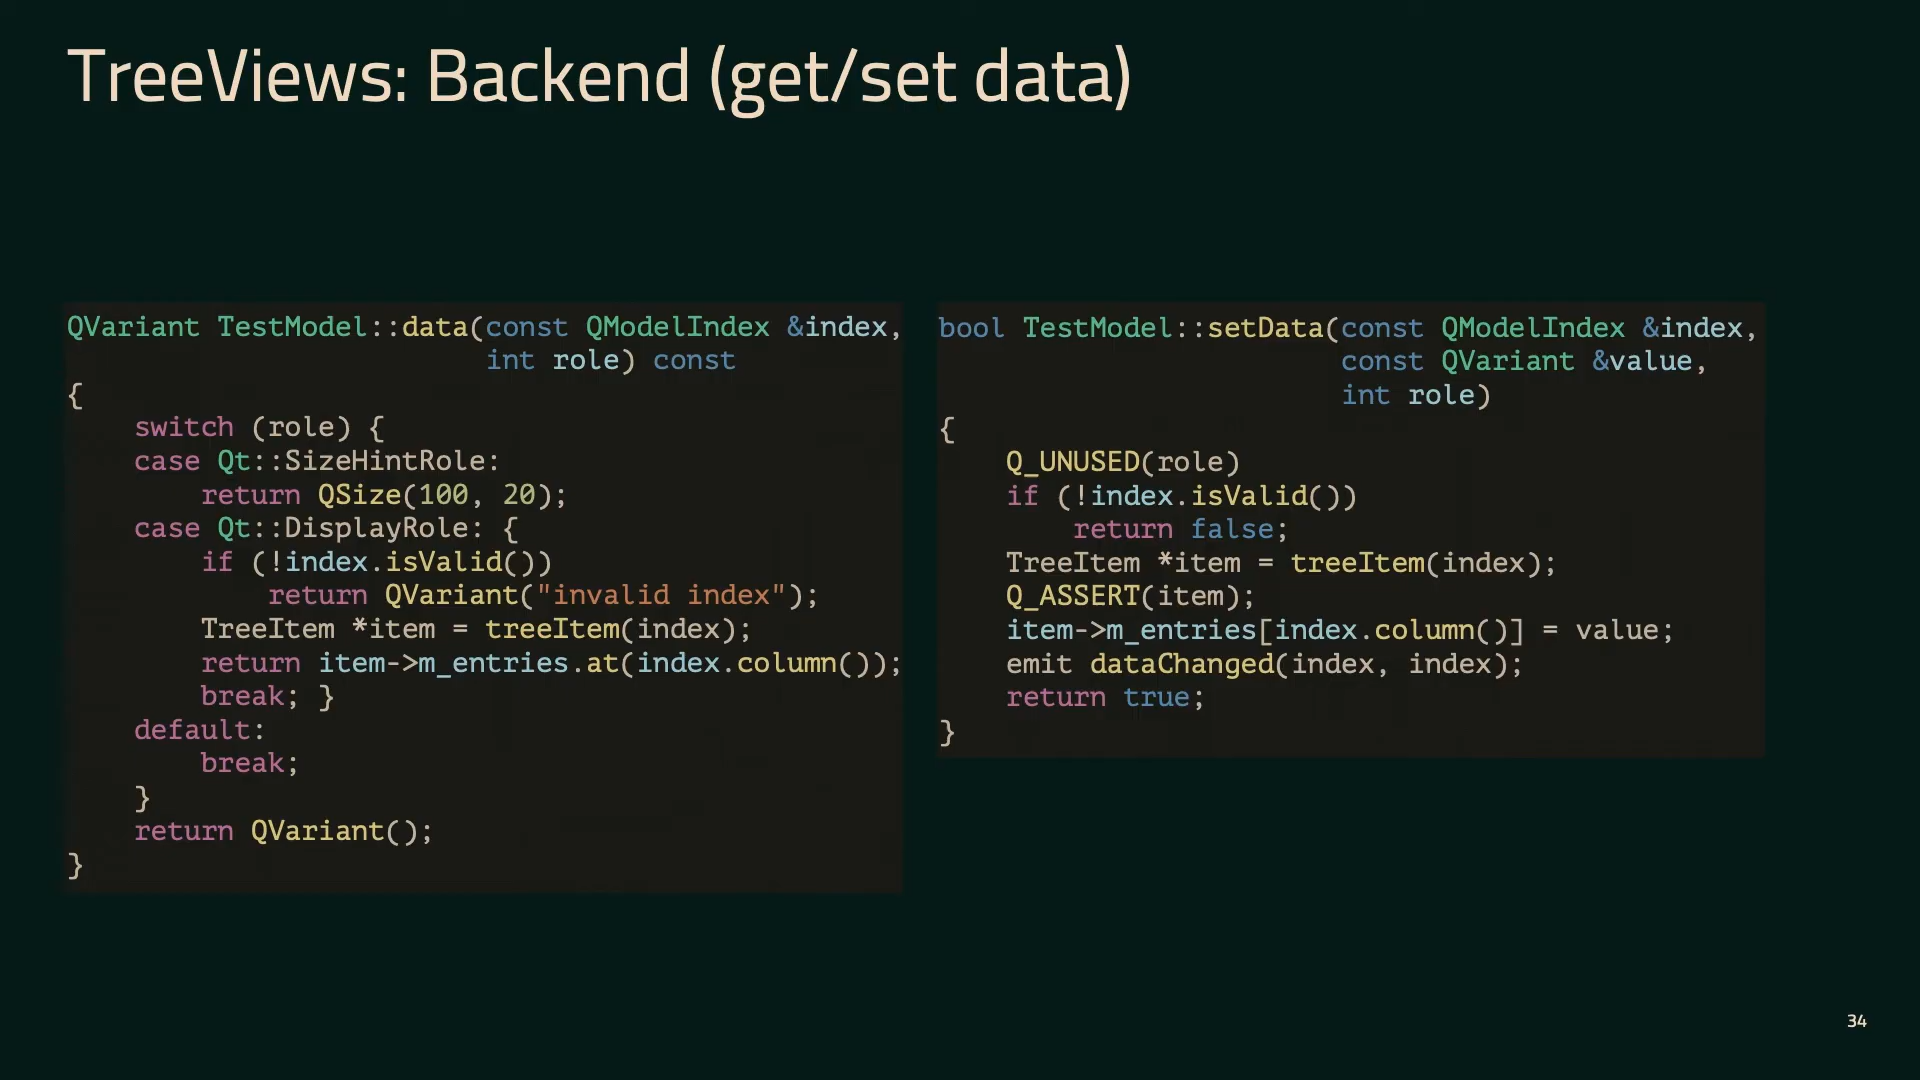 TreeViews: Backend (get/set data)
QVariant TestModel::data(const QModelIndex &index,
                         int role) const
{
    switch (role) {
    case Qt::SizeHintRole:
        return QSize(100, 20);
    case Qt::DisplayRole: {
        if (!index.isValid())
            return QVariant("invalid index");
        TreeItem *item = treeItem(index);
        return item->m_entries.at(index.column());
        break; }
    default:
        break;
    }
    return QVariant();
}
bool TestModel::setData(const QModelIndex &index,
                        const QVariant &value,
                        int role)
{
    Q_UNUSED(role)
    if (!index.isValid())
        return false;
    TreeItem *item = treeItem(index);
    Q_ASSERT(item);
    item->m_entries[index.column()] = value;
    emit dataChanged(index, index);
    return true;
}
34